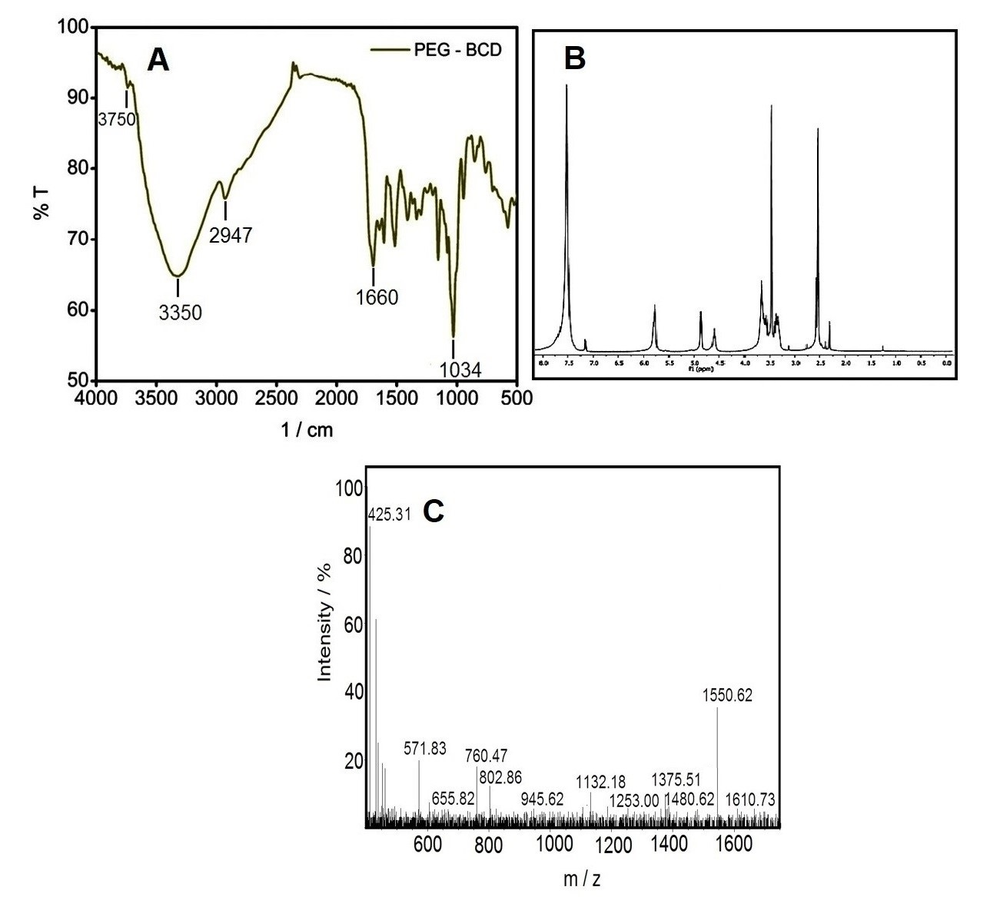 100
90
80
70
60
50
% T
A
PEG - BCD
3750
3350
2947
1660
1034
4000 3500 3000 2500 2000 1500 1000 500
1 / cm
B
8.0 7.5 7.0 6.5 6.0 5.5 5.0 4.5 4.0 3.5 3.0 2.5 2.0 1.5 1.0 0.5 0.0
f1 (ppm)
C
100
80
60
40
20
Intensity / %
425.31
571.83
655.82
760.47
802.86
945.62
1132.18
1253.00
1375.51
1480.62
1550.62
1610.73
600 800 1000 1200 1400 1600
m / z